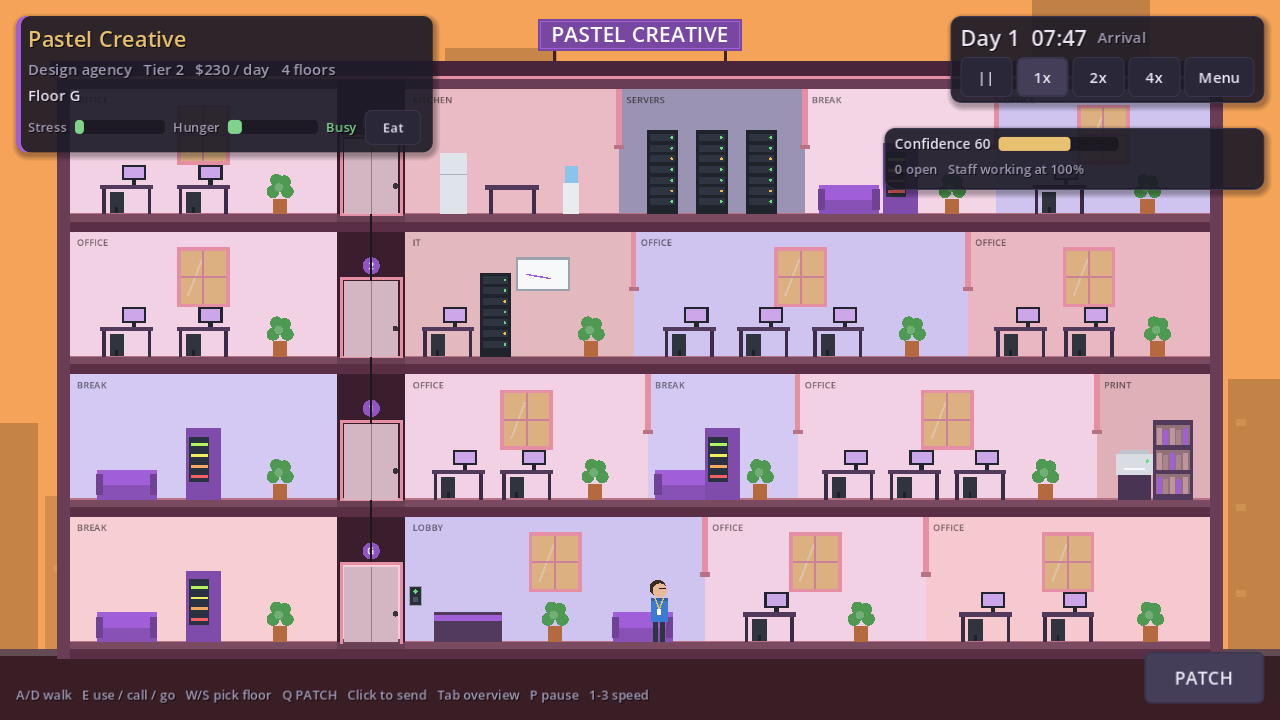 Pastel Creative
Design agency Tier 2 $230 / day 4 floors
Floor G
Stress Hunger Busy Eat
PASTEL CREATIVE
Day 1 07:47 Arrival
|| 1x 2x 4x Menu
Confidence 60
0 open Staff working at 100%
SERVERS BREAK
OFFICE IT OFFICE OFFICE
BREAK OFFICE BREAK OFFICE PRINT
BREAK LOBBY OFFICE OFFICE
G
A/D walk E use / call / go W/S pick floor Q PATCH Click to send Tab overview P pause 1-3 speed
PATCH